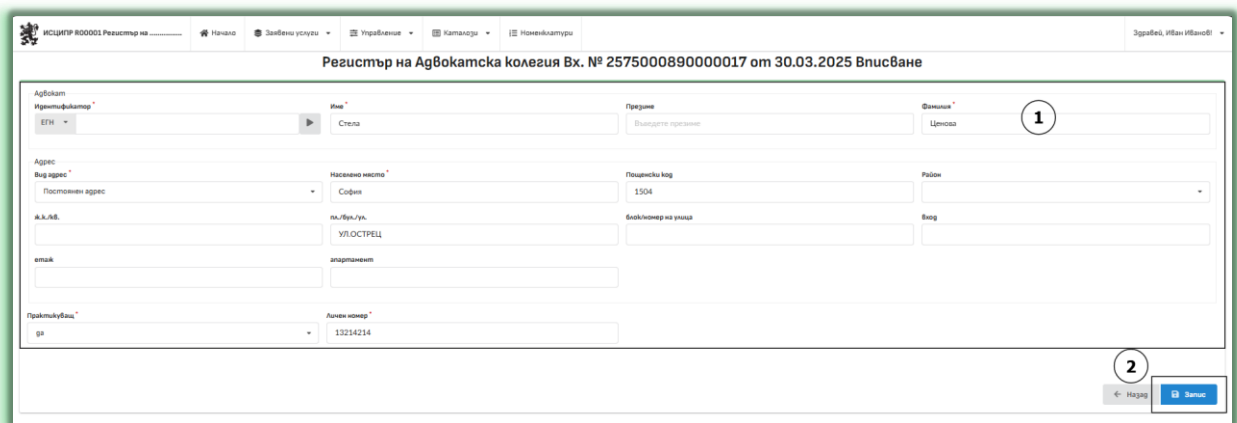 ИСЦИПР R00001 Регистър на ................ Начало Заявени услуги Управление Каталози Номенклатури Здравей, Иван Иванов!
Регистър на Адвокатска колегия Вх. № 2575000890000017 от 30.03.2025 Вписване
Адвокат
Идентификатор * Име * Презиме Фамилия *
ЕГН Стела Въведете презиме Ценова
1
Адрес
Вид адрес * Населено място * Пощенски код Район
Постоянен адрес София 1504
ж.к./кв. пл./бул./ул. блок/номер на улица вход
УЛ.ОСТРЕЦ
етаж апартамент
Практикуващ * Личен номер *
да 13214214
2
Назад Запис